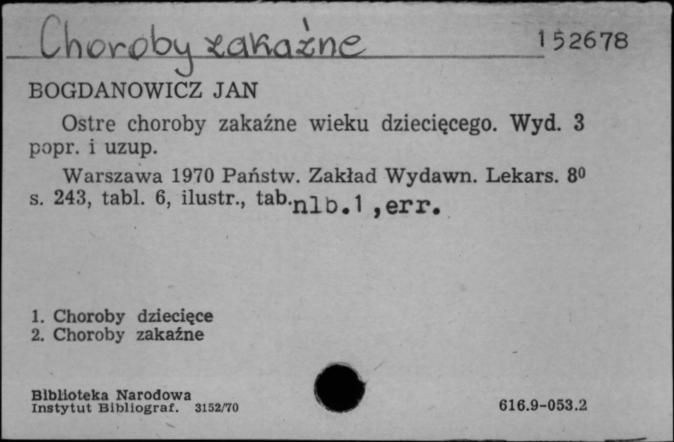 Choroby zakaźne
152678
BOGDANOWICZ JAN
Ostre choroby zakaźne wieku dziecięcego. Wyd. 3
popr. i uzup.
Warszawa 1970 Państw. Zakład Wydawn. Lekars. 8⁰
s. 243, tabl. 6, ilustr., tab. nlb.1 ,err.
1. Choroby dziecięce
2. Choroby zakaźne
Biblioteka Narodowa
Instytut Bibliograf. 3152/70
616.9-053.2